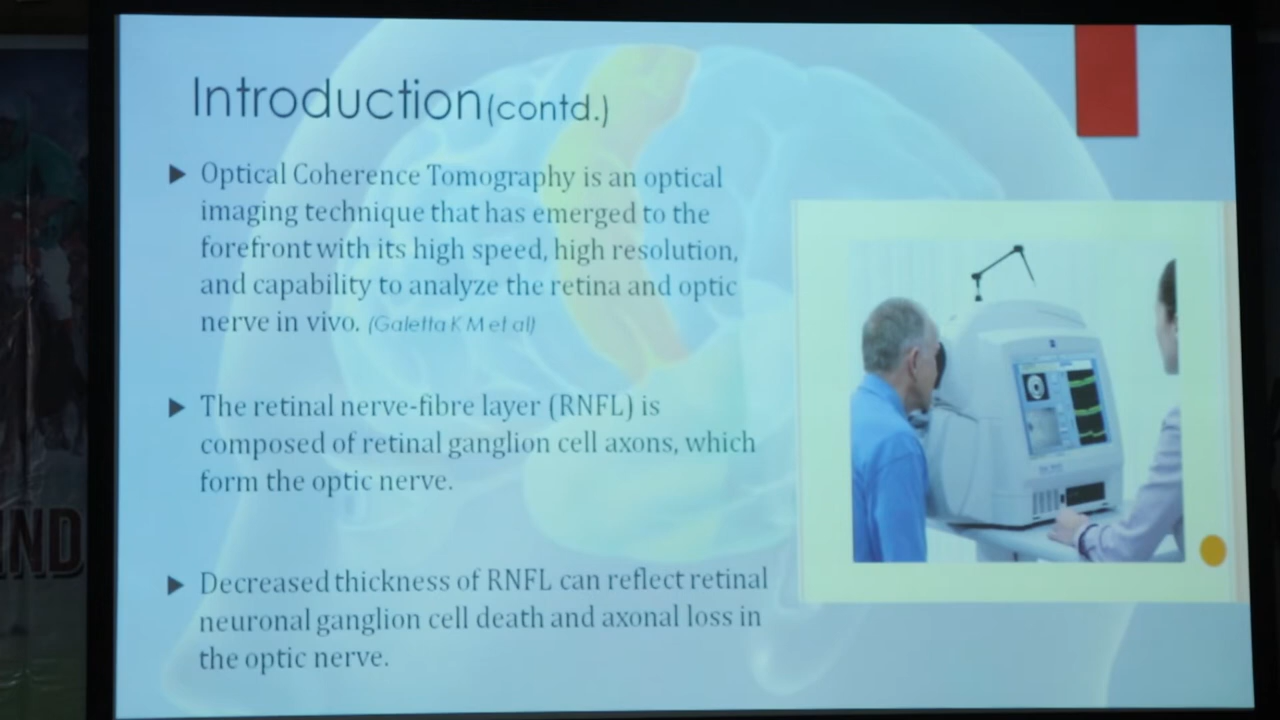 Introduction(contd.)
Optical Coherence Tomography is an optical
imaging technique that has emerged to the
forefront with its high speed, high resolution,
and capability to analyze the retina and optic
nerve in vivo. (Galetta K M et al)
The retinal nerve-fibre layer (RNFL) is
composed of retinal ganglion cell axons, which
form the optic nerve.
Decreased thickness of RNFL can reflect retinal
neuronal ganglion cell death and axonal loss in
the optic nerve.
IND